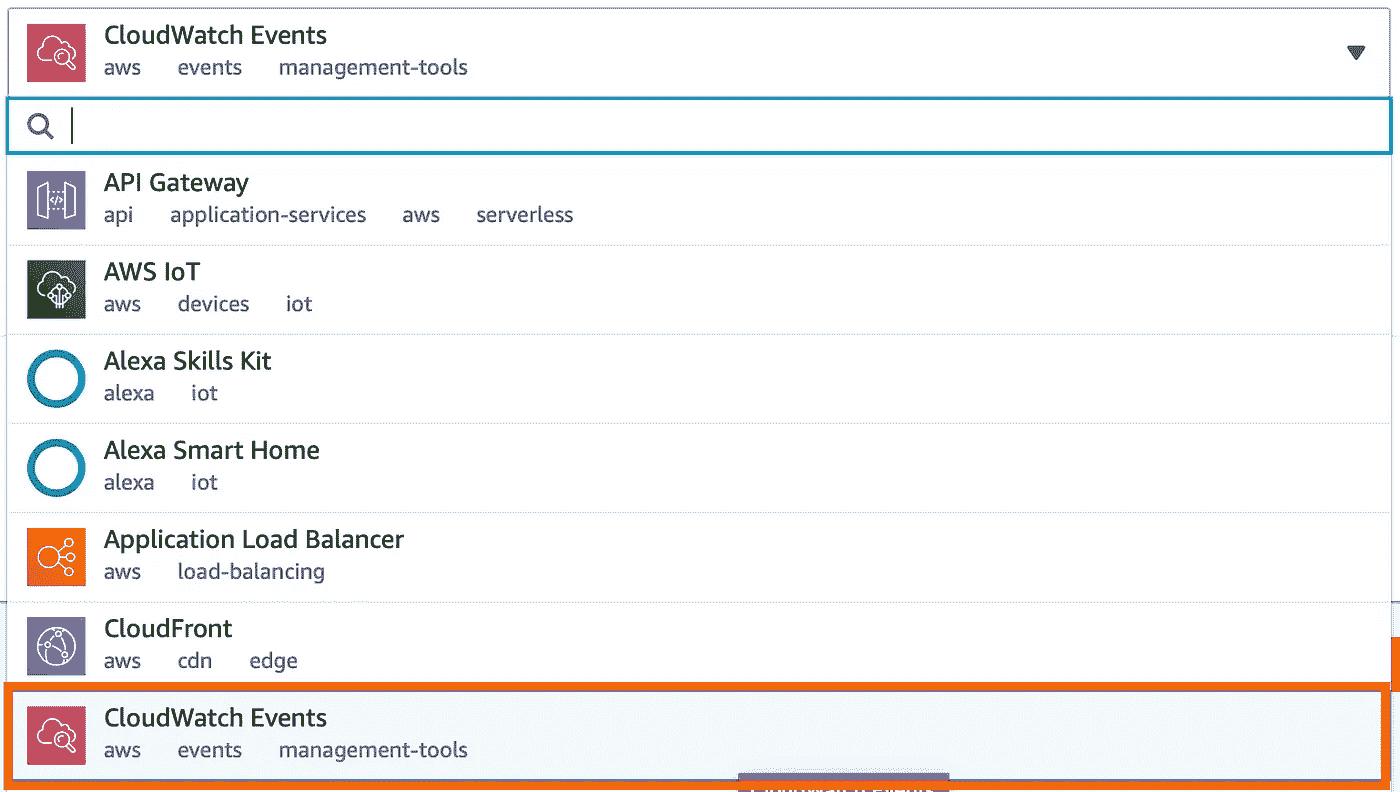 CloudWatch Events
aws events management-tools
API Gateway
api application-services aws serverless
AWS IoT
aws devices iot
Alexa Skills Kit
alexa iot
Alexa Smart Home
alexa iot
Application Load Balancer
aws load-balancing
CloudFront
aws cdn edge
CloudWatch Events
aws events management-tools